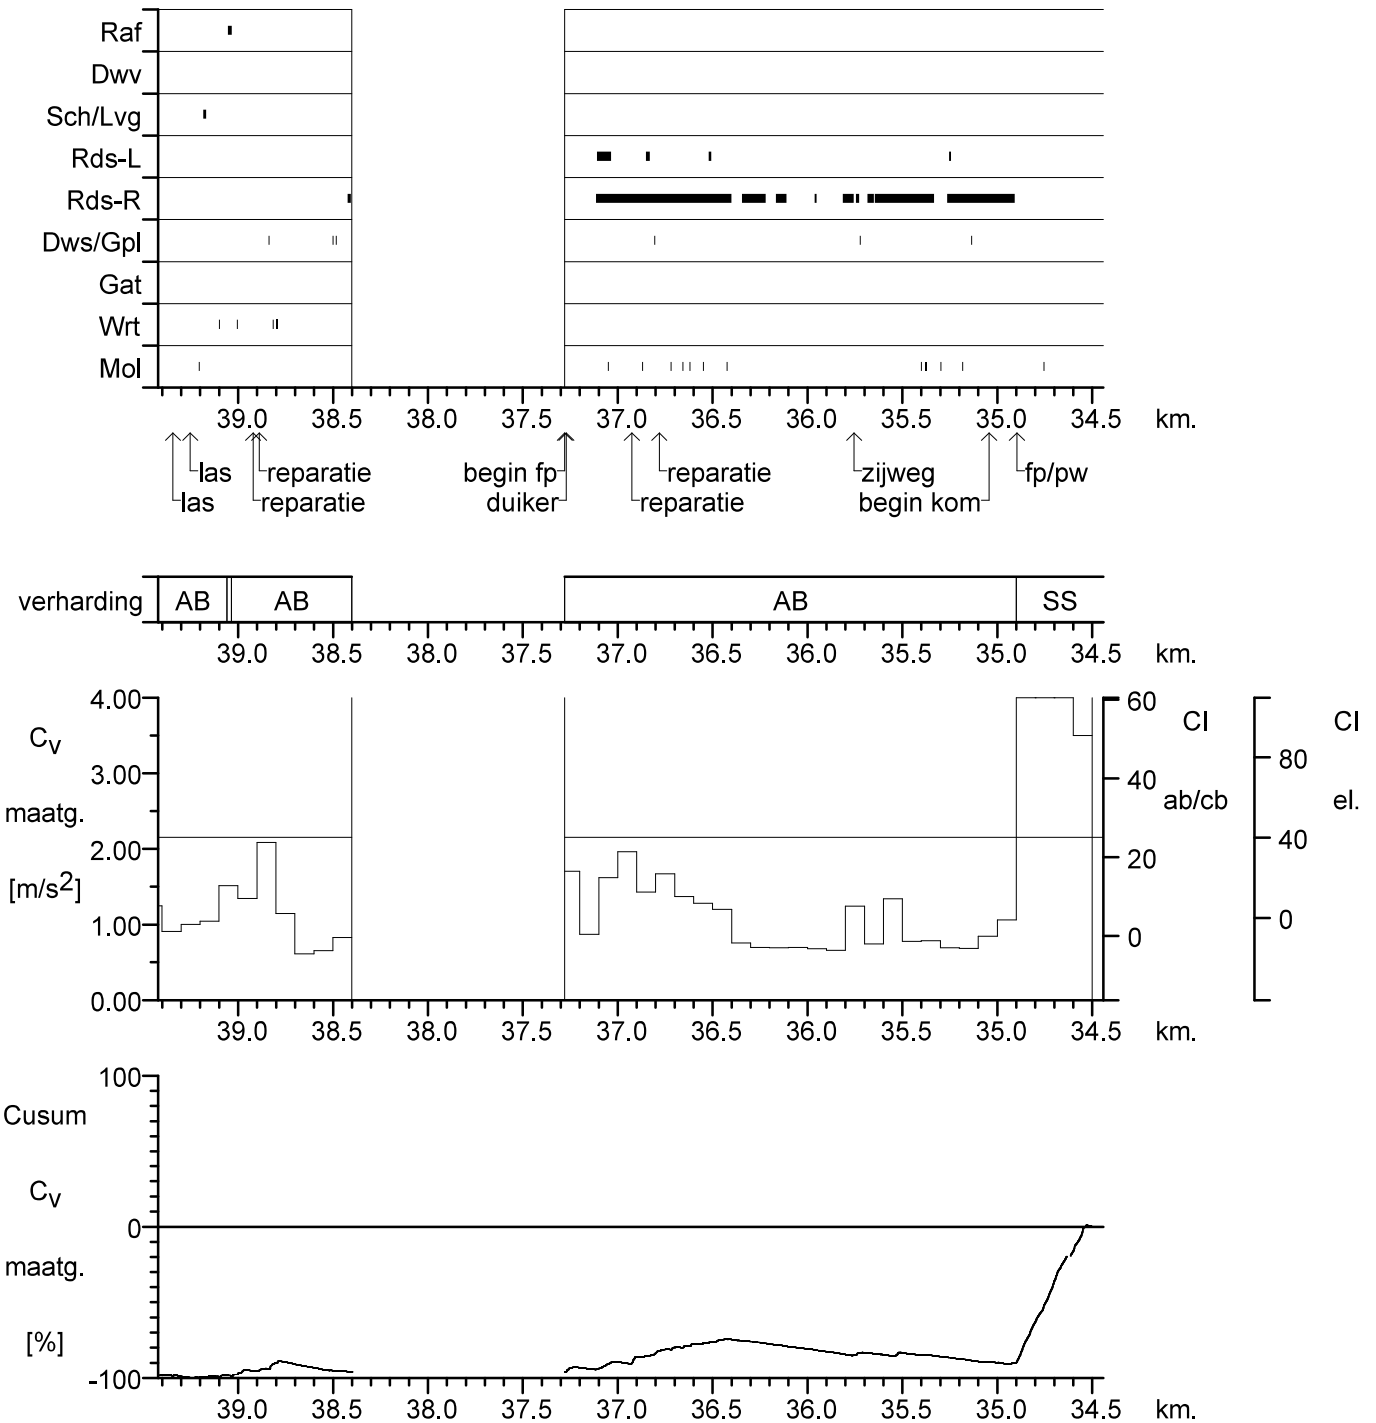 Raf
Dwv
Sch/Lvg
Rds-L
Rds-R
Dws/Gpl
Gat
Wrt
Mol
39.0 38.5 38.0 37.5 37.0 36.5 36.0 35.5 35.0 34.5 km.
las reparatie begin fp reparatie zijweg fp/pw
las reparatie duiker reparatie begin kom
verharding AB AB AB SS
39.0 38.5 38.0 37.5 37.0 36.5 36.0 35.5 35.0 34.5 km.
4.00 60 CI CI
Cv
3.00 40 80
maatg. ab/cb el.
2.00 20 40
[m/s2]
1.00 0 0
0.00
39.0 38.5 38.0 37.5 37.0 36.5 36.0 35.5 35.0 34.5 km.
100
Cusum
Cv
0
maatg.
[%]
-100
39.0 38.5 38.0 37.5 37.0 36.5 36.0 35.5 35.0 34.5 km.